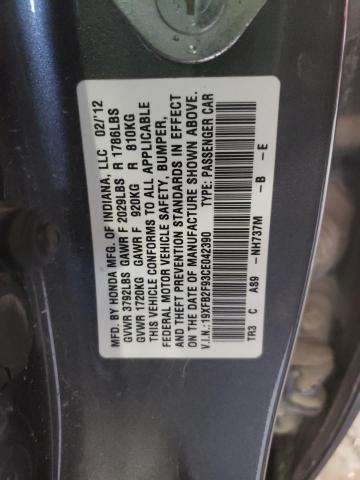 MFD. BY HONDA MFG. OF INDIANA, LLC 02/'12
GVWR 3792LBS GAWR F 2029LBS R 1786LBS
GVWR 1720KG GAWR F 920KG R 810KG
THIS VEHICLE CONFORMS TO ALL APPLICABLE
FEDERAL MOTOR VEHICLE SAFETY, BUMPER,
AND THEFT PREVENTION STANDARDS IN EFFECT
ON THE DATE OF MANUFACTURE SHOWN ABOVE.
V.I.N.: 19XFB2F93CE042390 TYPE: PASSENGER CAR
TR3 C A89 -NH737M -B -E